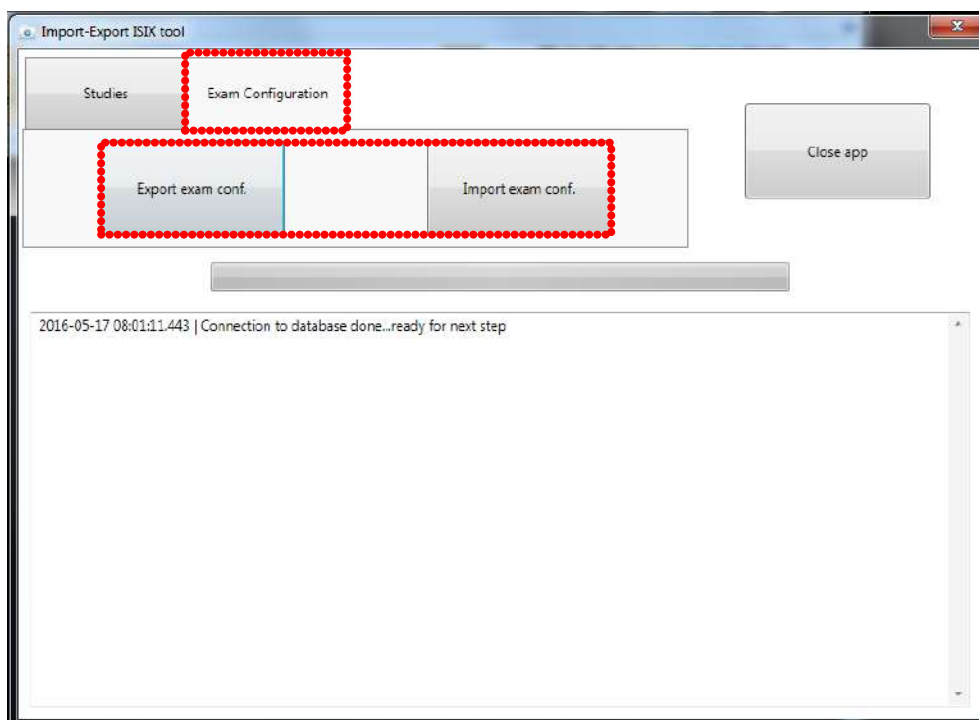 Import-Export ISIX tool
Studies
Exam Configuration
Close app
Export exam conf.
Import exam conf.
2016-05-17 08:01:11.443 | Connection to database done...ready for next step